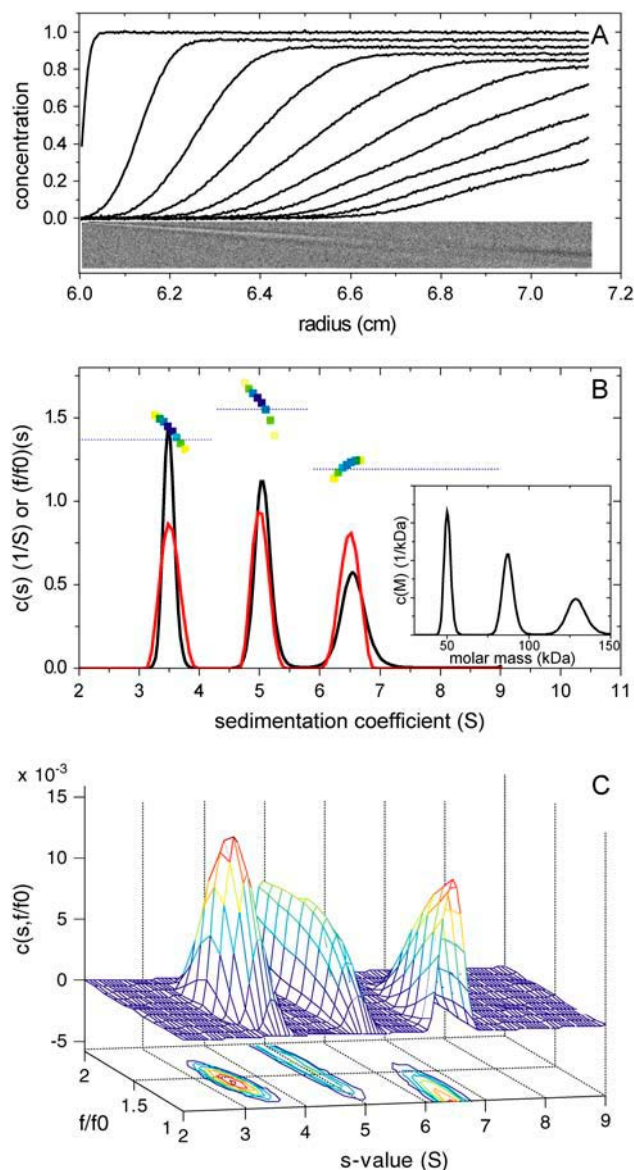 A
concentration
1.0
0.8
0.6
0.4
0.2
0.0
6.0 6.2 6.4 6.6 6.8 7.0 7.2
radius (cm)
B
c(s) (1/S) or (f/f0)(s)
1.5
1.0
0.5
0.0
c(M) (1/kDa)
50 100 150
molar mass (kDa)
2 3 4 5 6 7 8 9 10 11
sedimentation coefficient (S)
C
x 10-3
c(s,f/f0)
15
10
5
0
-5
2
1.5
1
f/f0
2 3 4 5 6 7 8 9
s-value (S)